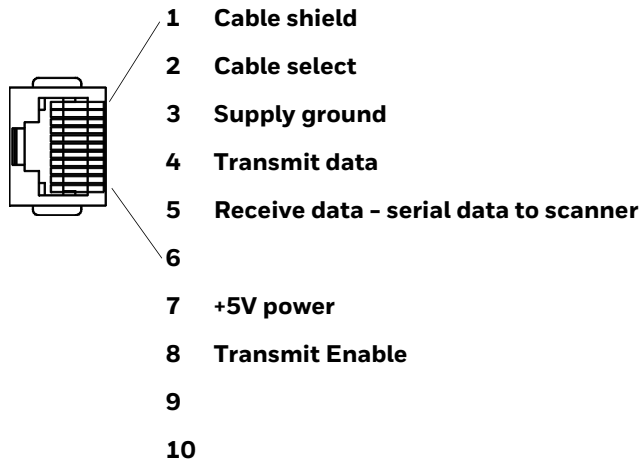 1 Cable shield
2 Cable select
3 Supply ground
4 Transmit data
5 Receive data - serial data to scanner
6
7 +5V power
8 Transmit Enable
9
10